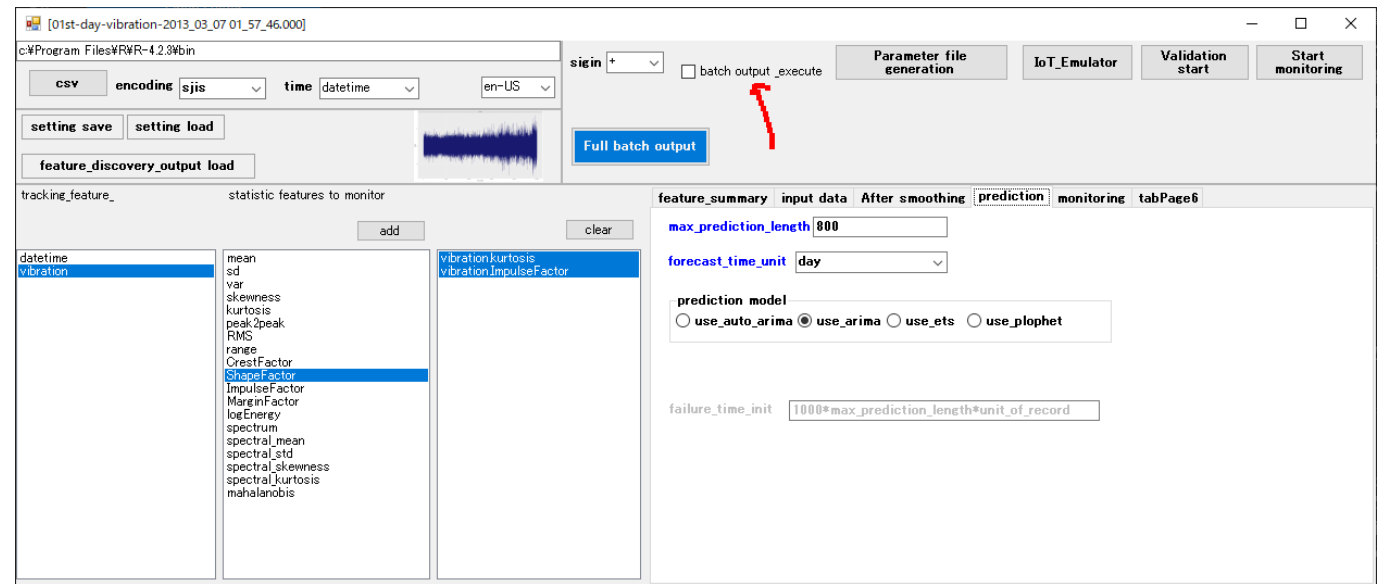 [01st-day-vibration-2013_03_07 01_57_46.000]
c:¥Program Files¥R¥R-4.2.3¥bin
csv encoding sjis time datetime en-US
sigin + batch output _execute Parameter file generation IoT_Emulator Validation start Start monitoring
setting save setting load
feature_discovery_output load
Full batch output
tracking_feature_ statistic features to monitor
add clear
datetime
vibration
mean
sd
var
skewness
kurtosis
peak2peak
RMS
range
CrestFactor
ShapeFactor
ImpulseFactor
MarginFactor
logEnergy
spectrum
spectral_mean
spectral_std
spectral_skewness
spectral_kurtosis
mahalanobis
vibration.kurtosis
vibration.ImpulseFactor
feature_summary input data After smoothing prediction monitoring tabPage6
max_prediction_length 800
forecast_time_unit day
prediction model
use_auto_arima use_arima use_ets use_plophet
failure_time_init 1000*max_prediction_length*unit_of_record